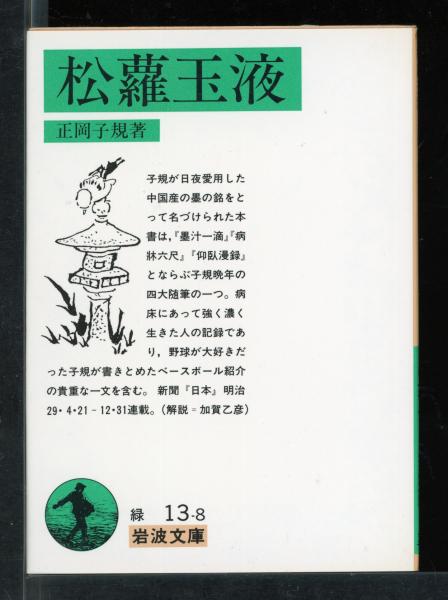 松蘿玉液
正岡子規著
子規が日夜愛用した
中国産の墨の銘をと
って名づけられた本
書は，『墨汁一滴』『病
牀六尺』『仰臥漫録』
とならぶ子規晩年の
四大随筆の一つ。病
床にあって強く濃く
生きた人の記録であ
り，野球が大好きだ
った子規が書きとめたベースボール紹介
の貴重な一文を含む。新聞『日本』明治
29・4・21－12・31連載。（解説＝加賀乙彦）
緑 13-8
岩波文庫